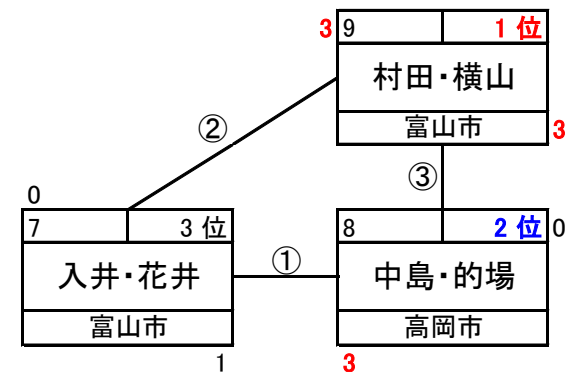 3 9 1 位
村田・横山
富山市 3
②
③
0
7 3 位
入井・花井
富山市
1
①
8 2 位 0
中島・的場
高岡市
3